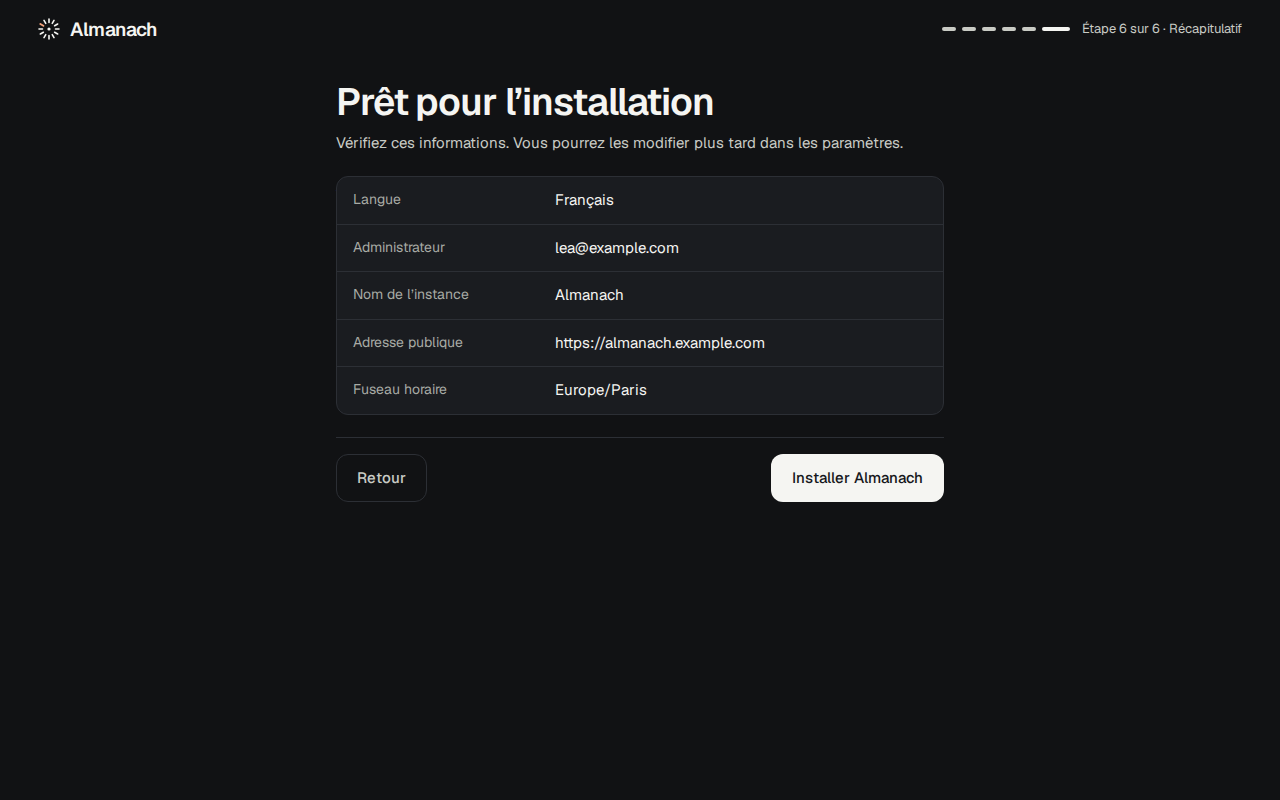 Almanach
Étape 6 sur 6 · Récapitulatif
Prêt pour l’installation
Vérifiez ces informations. Vous pourrez les modifier plus tard dans les paramètres.
Langue Français
Administrateur lea@example.com
Nom de l’instance Almanach
Adresse publique https://almanach.example.com
Fuseau horaire Europe/Paris
Retour Installer Almanach